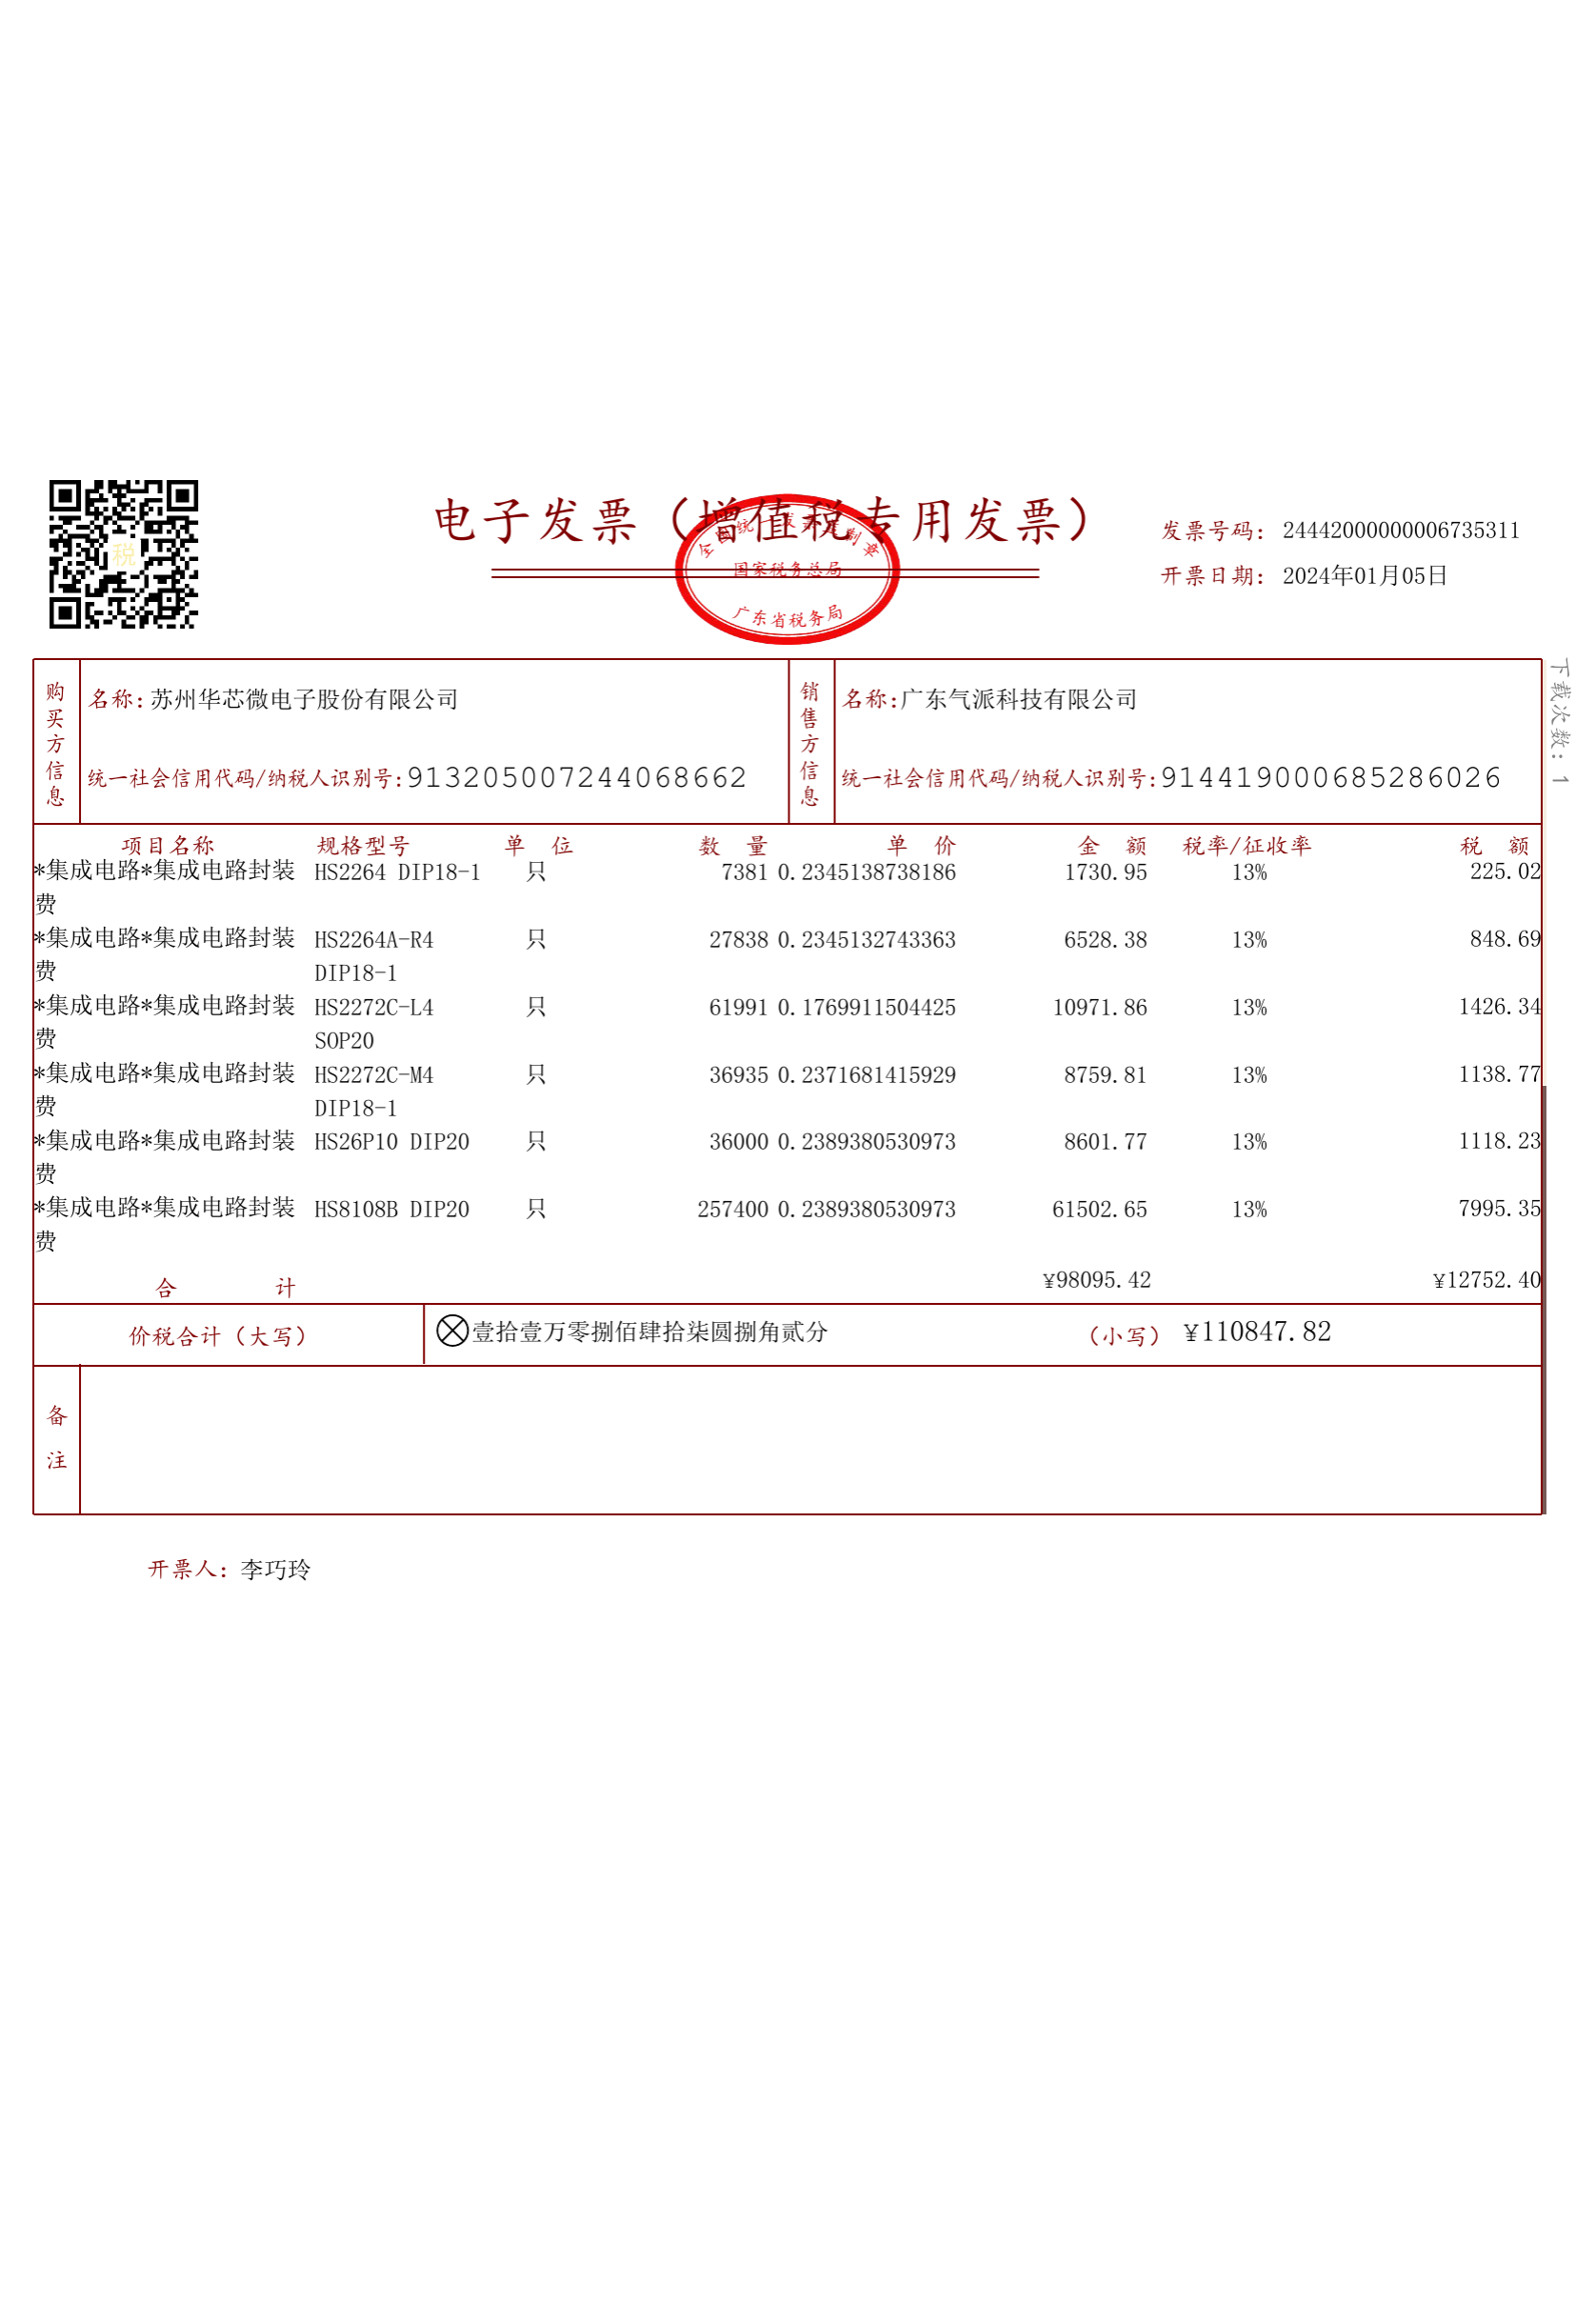 电子发票（增值税专用发票）
全国统一发票监制章
国家税务总局
广东省税务局
税
发票号码：24442000000006735311
开票日期：2024年01月05日
下载次数：1
购买方信息
名称：苏州华芯微电子股份有限公司
统一社会信用代码/纳税人识别号：913205007244068662
销售方信息
名称：广东气派科技有限公司
统一社会信用代码/纳税人识别号：914419000685286026
项目名称 规格型号 单 位 数 量 单 价 金 额 税率/征收率 税 额
*集成电路*集成电路封装 HS2264 DIP18-1 只 7381 0.2345138738186 1730.95 13% 225.02
费
*集成电路*集成电路封装 HS2264A-R4 只 27838 0.2345132743363 6528.38 13% 848.69
费 DIP18-1
*集成电路*集成电路封装 HS2272C-L4 只 61991 0.1769911504425 10971.86 13% 1426.34
费 SOP20
*集成电路*集成电路封装 HS2272C-M4 只 36935 0.2371681415929 8759.81 13% 1138.77
费 DIP18-1
*集成电路*集成电路封装 HS26P10 DIP20 只 36000 0.2389380530973 8601.77 13% 1118.23
费
*集成电路*集成电路封装 HS8108B DIP20 只 257400 0.2389380530973 61502.65 13% 7995.35
费
合 计 ¥98095.42 ¥12752.40
价税合计（大写） 壹拾壹万零捌佰肆拾柒圆捌角贰分 （小写） ¥110847.82
备注
开票人：李巧玲